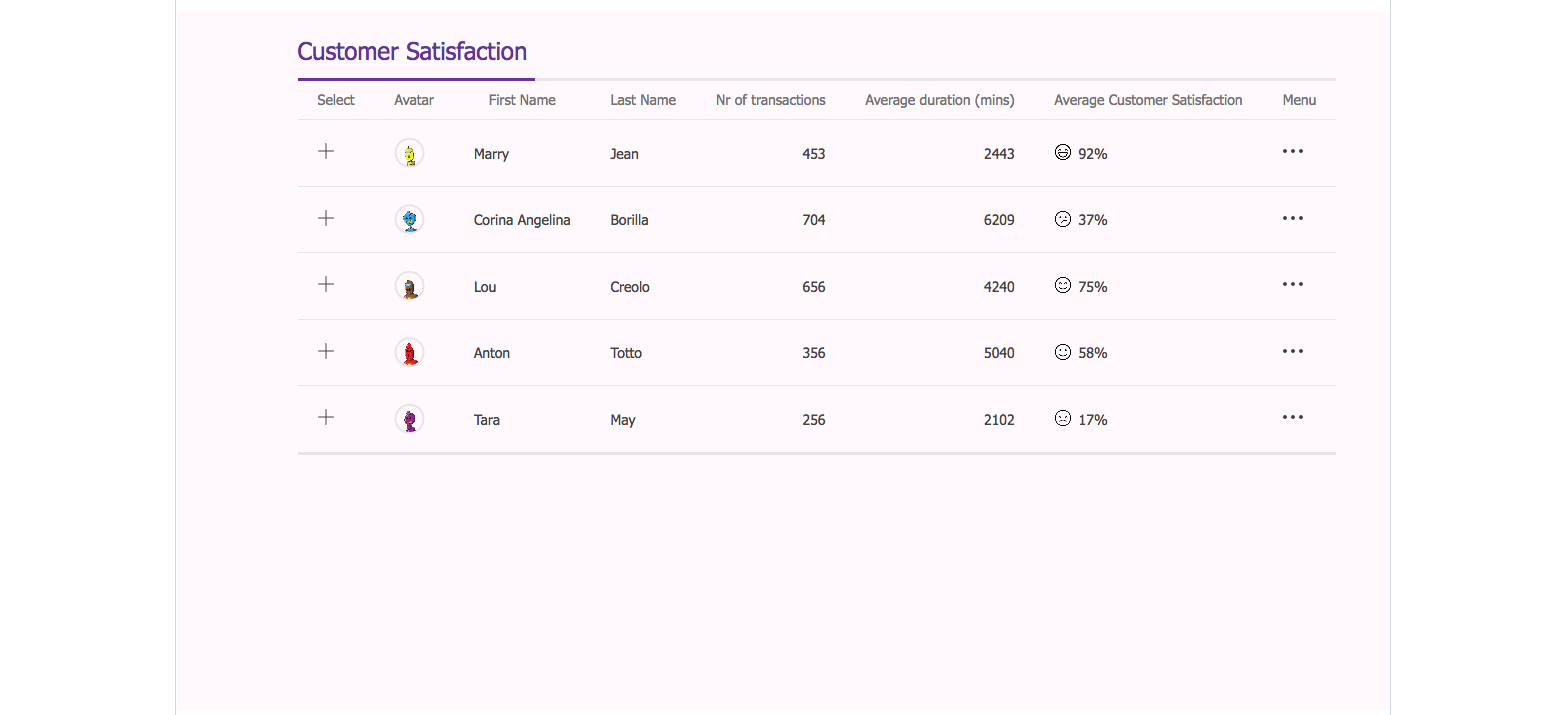 Customer Satisfaction
Select Avatar First Name Last Name Nr of transactions Average duration (mins) Average Customer Satisfaction Menu
Marry Jean 453 2443 92%
Corina Angelina Borilla 704 6209 37%
Lou Creolo 656 4240 75%
Anton Totto 356 5040 58%
Tara May 256 2102 17%